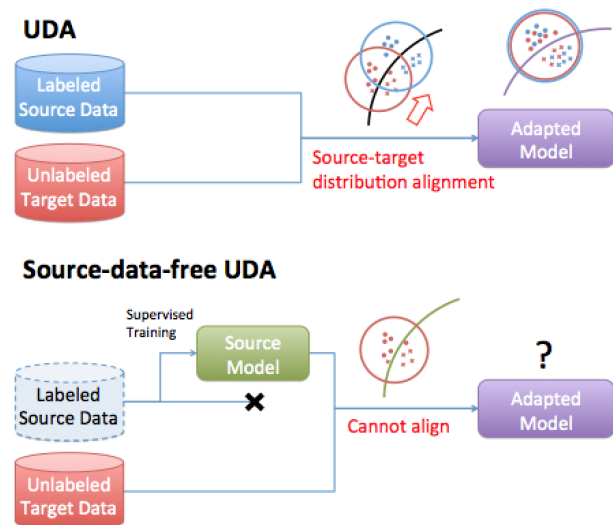 UDA
Labeled
Source Data
Unlabeled
Target Data
Source-target
distribution alignment
Adapted
Model
Source-data-free UDA
Supervised
Training
Source
Model
Labeled
Source Data
Unlabeled
Target Data
Cannot align
?
Adapted
Model